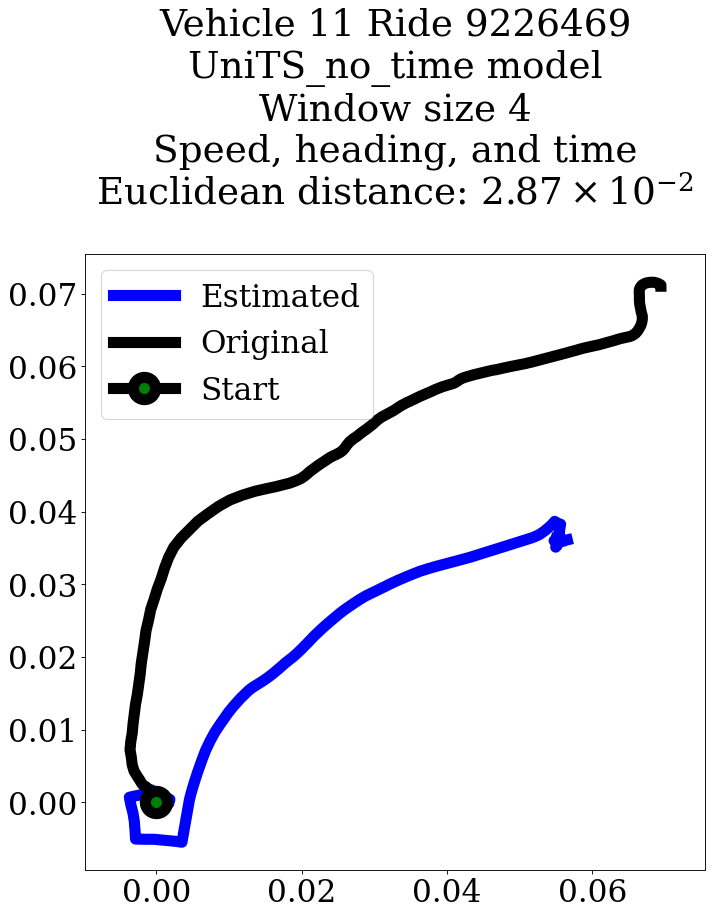 Vehicle 11 Ride 9226469
UniTS_no_time model
Window size 4
Speed, heading, and time
Euclidean distance: 2.87 × 10⁻²
Estimated
Original
Start
0.07
0.06
0.05
0.04
0.03
0.02
0.01
0.00
0.00 0.02 0.04 0.06